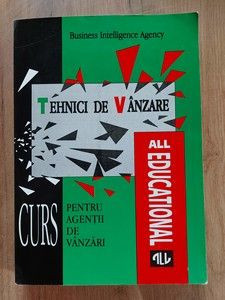 Business Intelligence Agency
TEHNICI DE VÂNZARE
ALL EDUCATIONAL
CURS
PENTRU
AGENȚII
DE
VÂNZĂRI
ALL